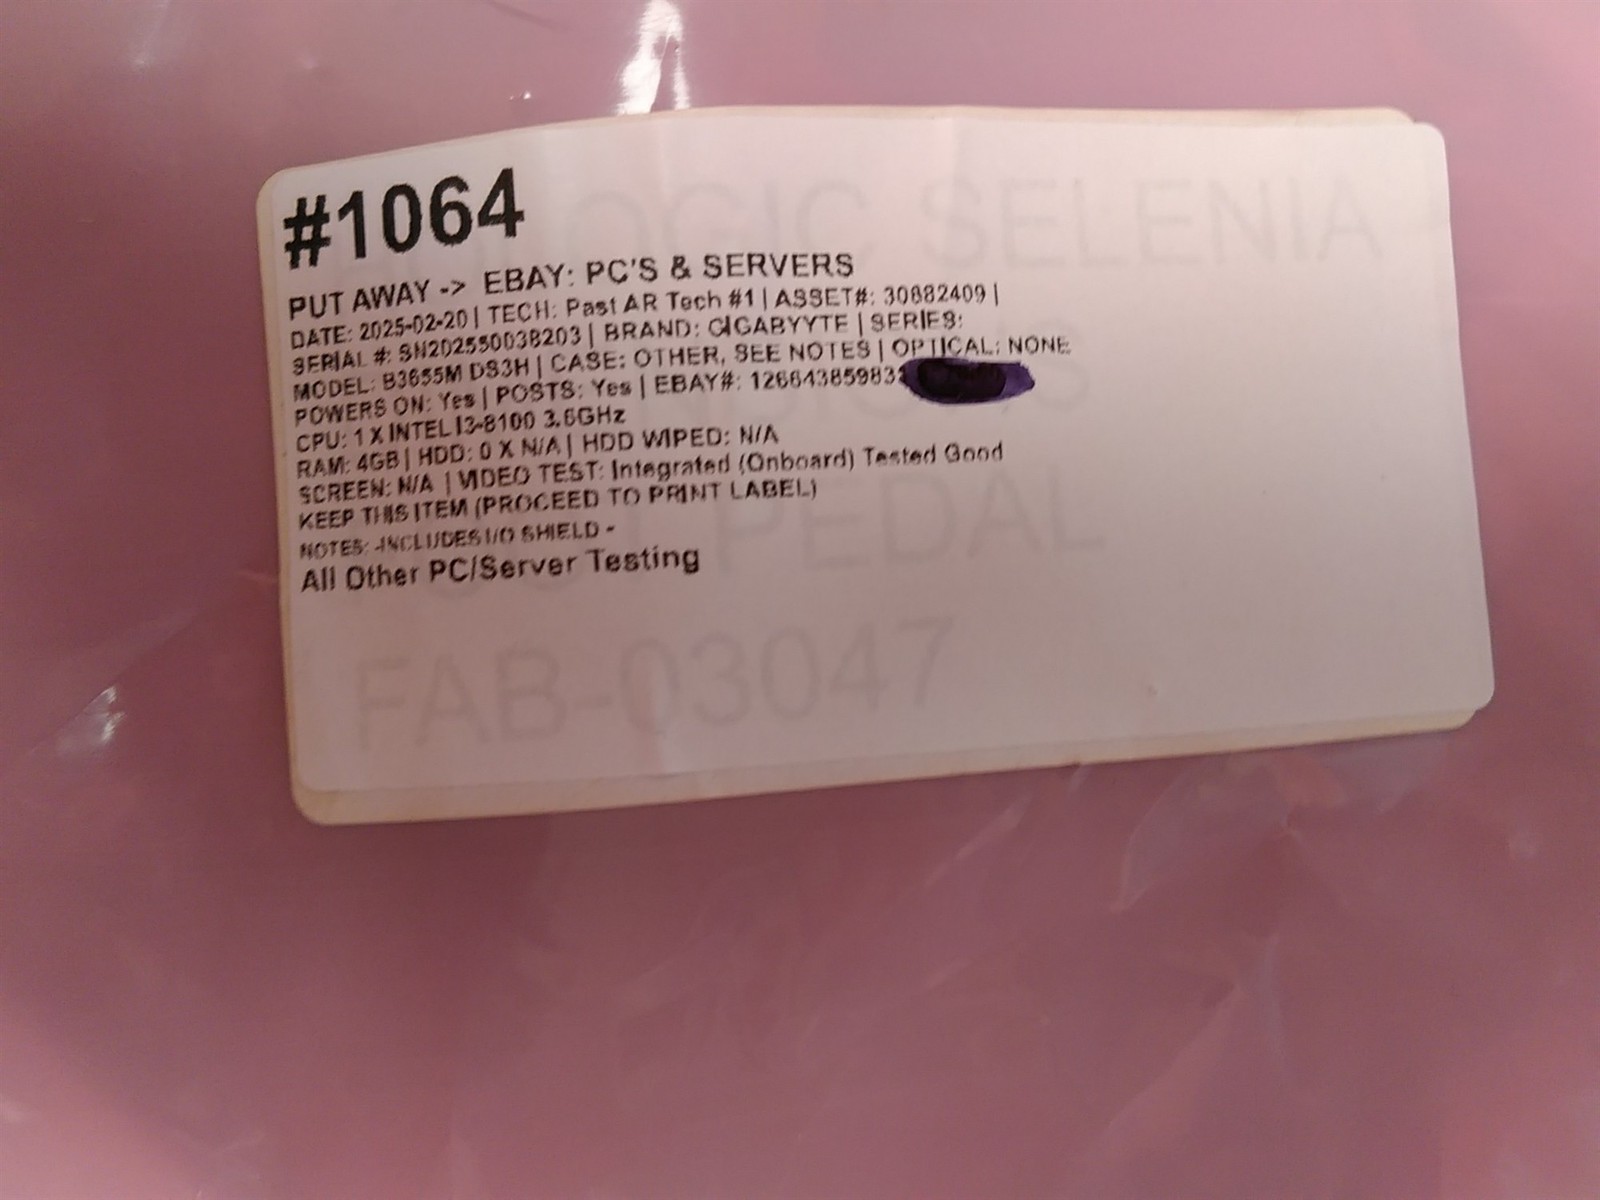 #1064
PUT AWAY -> EBAY: PC'S & SERVERS
DATE: 2025-02-20 | TECH: Past AR Tech #1 | ASSET#: 30882409 |
SERIAL #: SN202550038203 | BRAND: GIGABYYTE | SERIES:
MODEL: B3655M DS3H | CASE: OTHER, SEE NOTES | OPTICAL: NONE
POWERS ON: Yes | POSTS: Yes | EBAY#:
CPU: 1 X INTEL I3-8100 3.6GHz
RAM: 4GB | HDD: 0 X N/A | HDD WIPED: N/A
SCREEN: N/A | VIDEO TEST: Integrated (Onboard) Tested Good
KEEP THIS ITEM (PROCEED TO PRINT LABEL)
NOTES: -INCLUDES I/O SHIELD -
All Other PC/Server Testing
SELENIA
PEDAL
FAB-03047